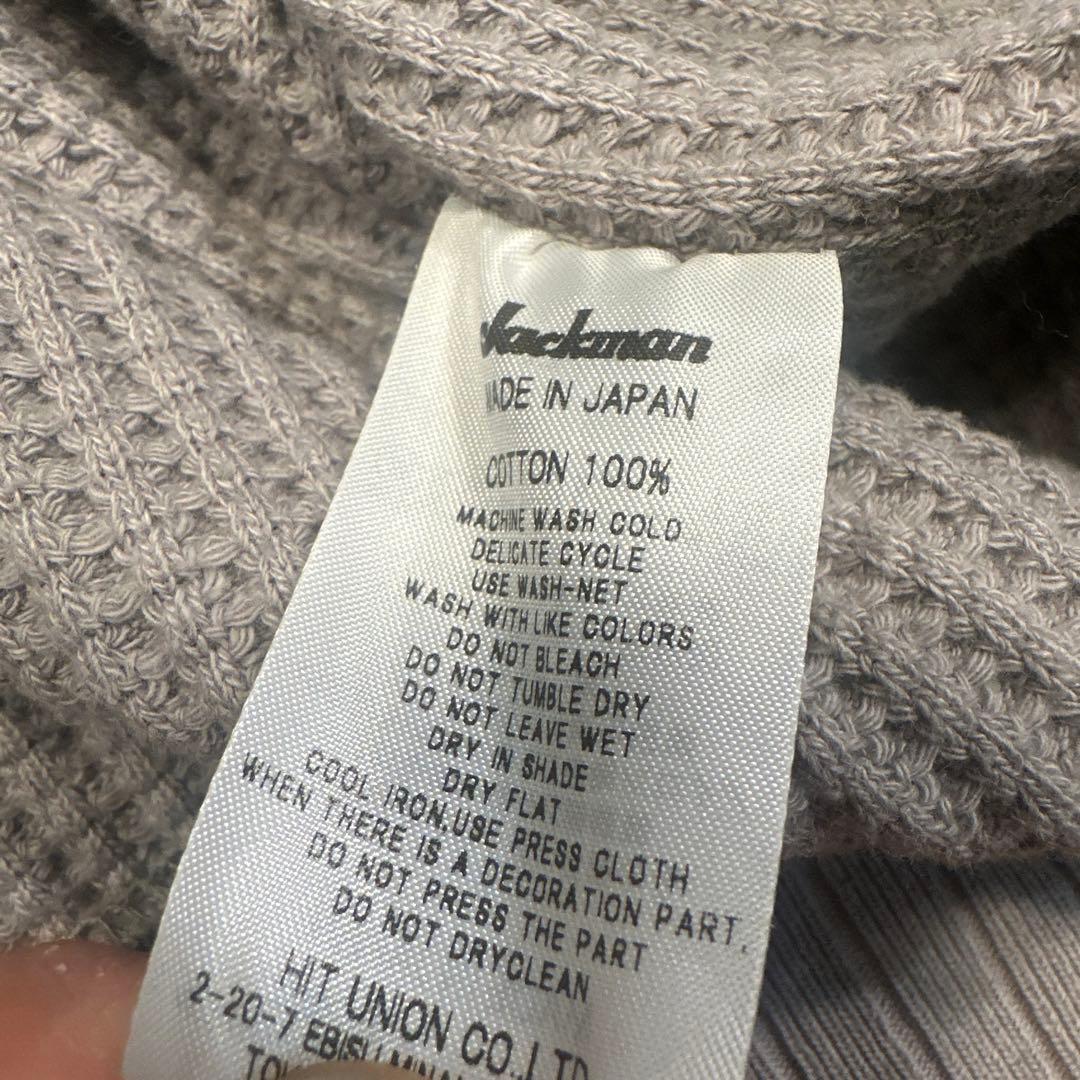 Jackman
MADE IN JAPAN
COTTON 100%
MACHINE WASH COLD
DELICATE CYCLE
USE WASH-NET
WASH WITH LIKE COLORS
DO NOT BLEACH
DO NOT TUMBLE DRY
DO NOT LEAVE WET
DRY IN SHADE
DRY FLAT
COOL IRON.USE PRESS CLOTH
WHEN THERE IS A DECORATION PART.
DO NOT PRESS THE PART
DO NOT DRYCLEAN
HIT UNION CO.,LTD
2-20-7 EBISU